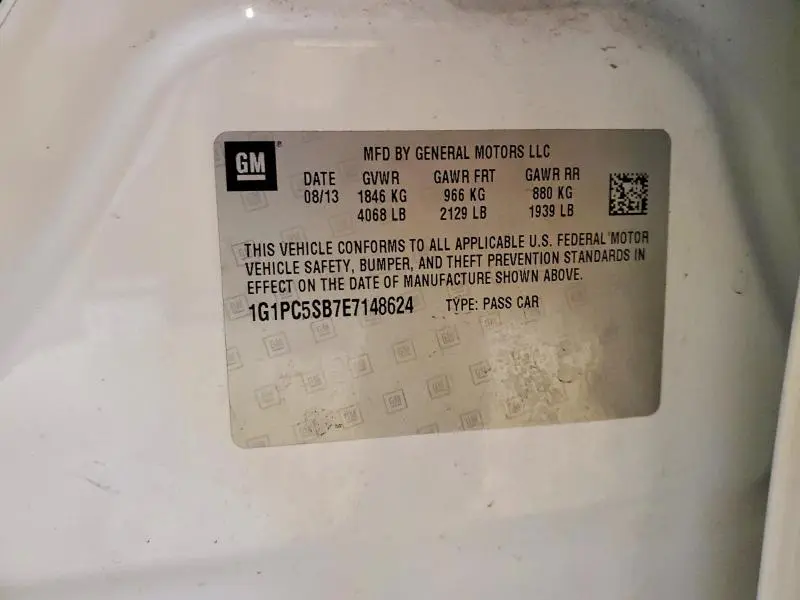 GM
MFD BY GENERAL MOTORS LLC
DATE GVWR GAWR FRT GAWR RR
08/13 1846 KG 966 KG 880 KG
4068 LB 2129 LB 1939 LB
THIS VEHICLE CONFORMS TO ALL APPLICABLE U.S. FEDERAL MOTOR
VEHICLE SAFETY, BUMPER, AND THEFT PREVENTION STANDARDS IN
EFFECT ON THE DATE OF MANUFACTURE SHOWN ABOVE.
1G1PC5SB7E7148624 TYPE: PASS CAR